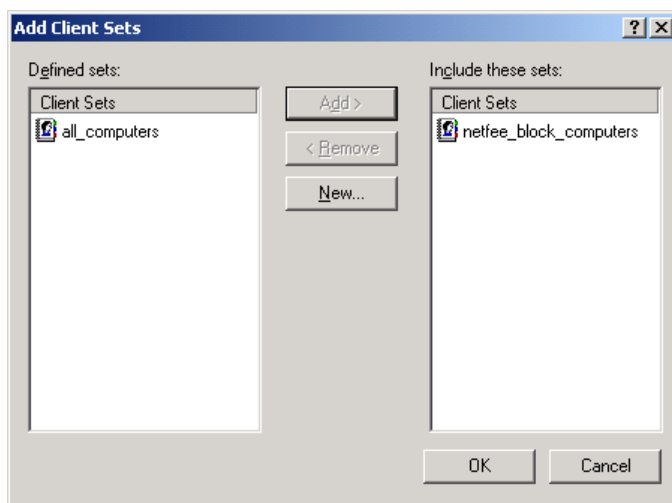 Add Client Sets
Defined sets:
Client Sets
all_computers
Add >
< Remove
New...
Include these sets:
Client Sets
netfee_block_computers
OK
Cancel